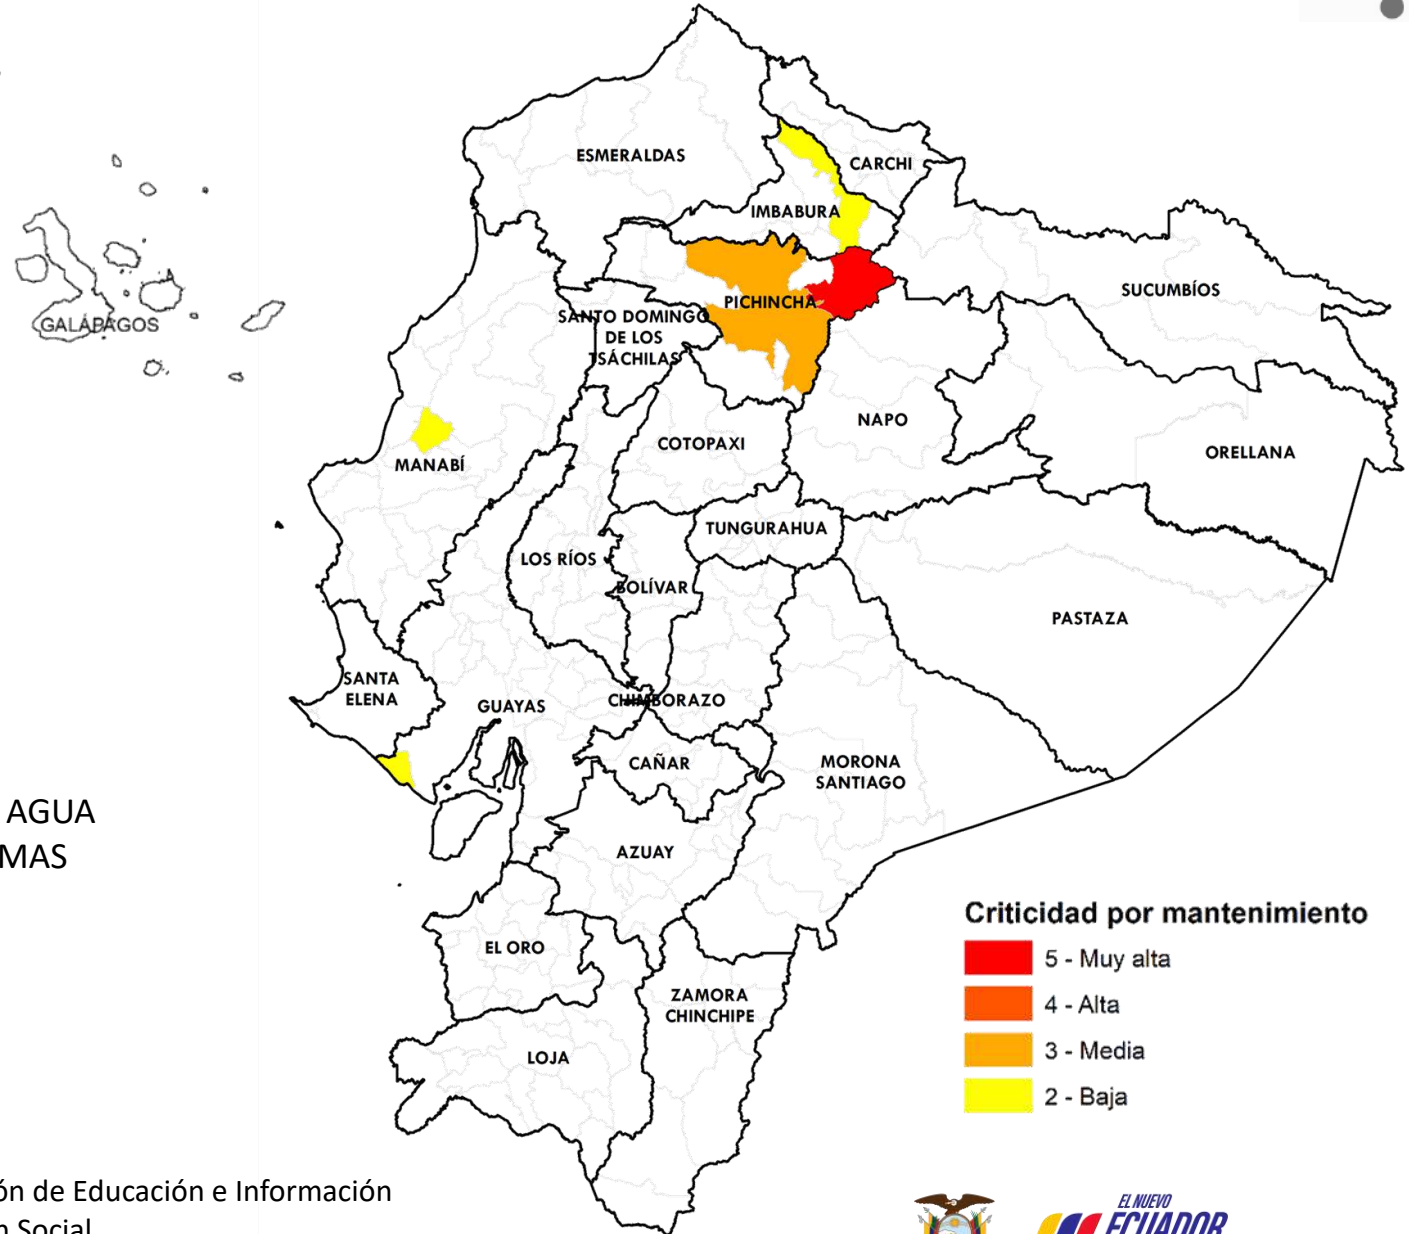 ESMERALDAS
CARCHI
IMBABURA
SUCUMBÍOS
PICHINCHA
GALÁPAGOS
SANTO DOMINGO
DE LOS
TSÁCHILAS
NAPO
COTOPAXI
ORELLANA
MANABÍ
TUNGURAHUA
LOS RÍOS
BOLÍVAR
PASTAZA
SANTA
ELENA
GUAYAS
CHIMBORAZO
CAÑAR
MORONA
SANTIAGO
AGUA
MAS
AZUAY
EL ORO
ZAMORA
CHINCHIPE
LOJA
Criticidad por mantenimiento
5 - Muy alta
4 - Alta
3 - Media
2 - Baja
ón de Educación e Información
n Social
EL NUEVO
ECUADOR